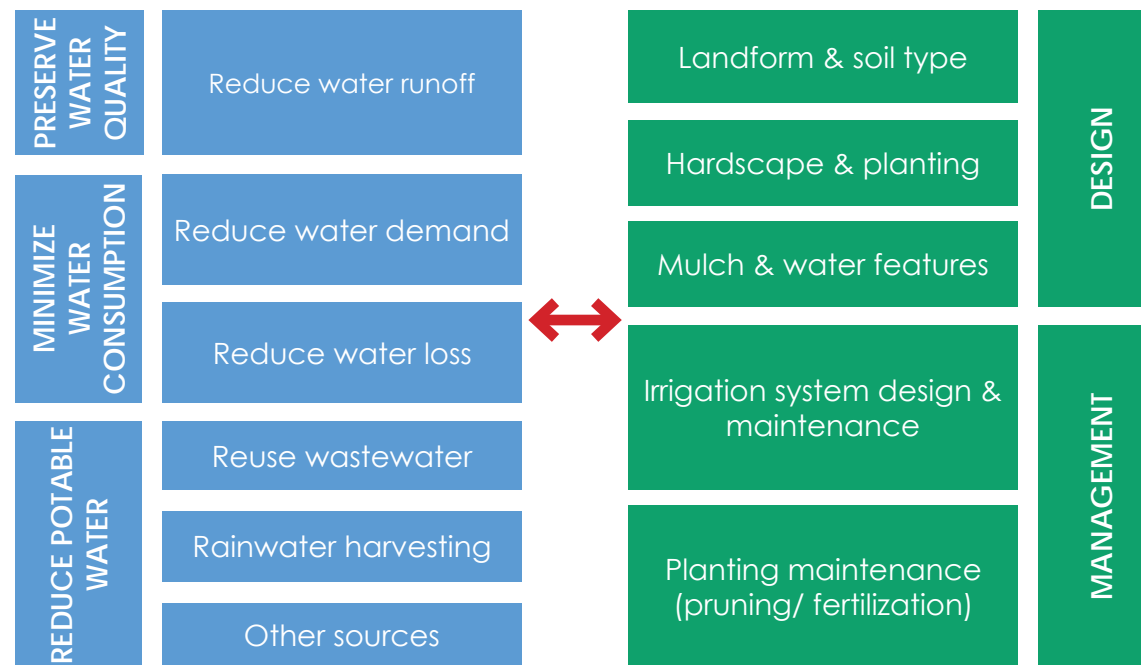 PRESERVE
WATER
QUALITY
Reduce water runoff
MINIMIZE
WATER
CONSUMPTION
Reduce water demand
Reduce water loss
REDUCE POTABLE
WATER
Reuse wastewater
Rainwater harvesting
Other sources
Landform & soil type
Hardscape & planting
Mulch & water features
DESIGN
Irrigation system design &
maintenance
Planting maintenance
(pruning/ fertilization)
MANAGEMENT